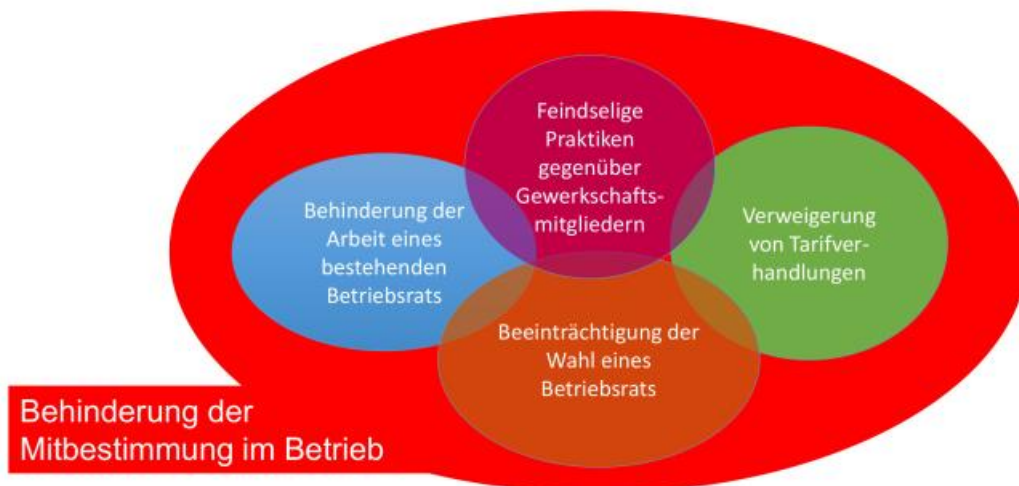 Feindselige
Praktiken
gegenüber
Gewerkschafts-
mitgliedern
Behinderung der
Arbeit eines
bestehenden
Betriebsrats
Verweigerung
von Tarifver-
handlungen
Beeinträchtigung der
Wahl eines
Betriebsrats
Behinderung der
Mitbestimmung im Betrieb